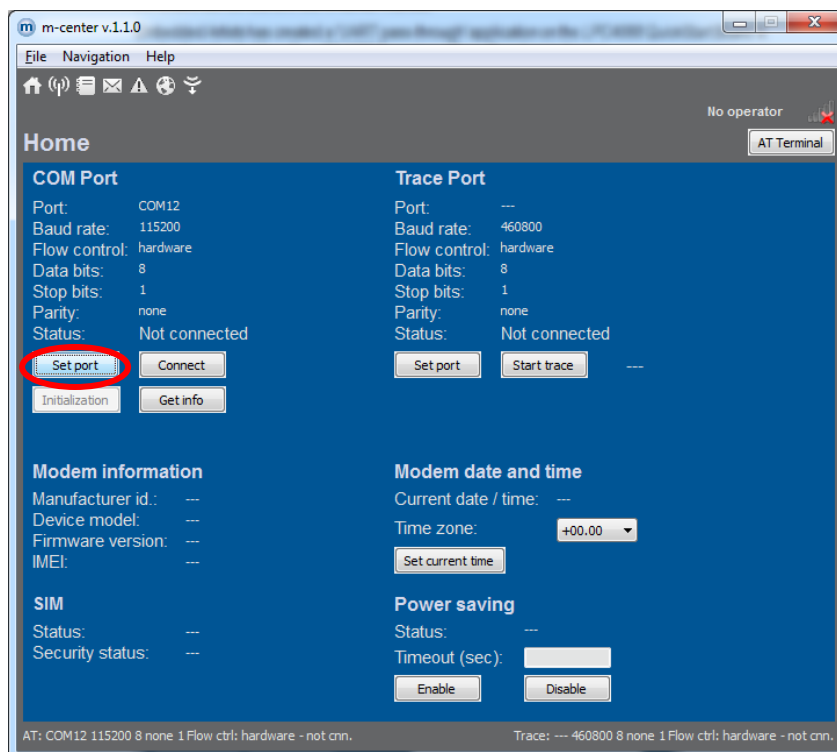 m m-center v.1.1.0
File Navigation Help
No operator
Home
AT Terminal
COM Port
Port: COM12
Baud rate: 115200
Flow control: hardware
Data bits: 8
Stop bits: 1
Parity: none
Status: Not connected
Set port Connect
Initialization Get info
Trace Port
Port: ---
Baud rate: 460800
Flow control: hardware
Data bits: 8
Stop bits: 1
Parity: none
Status: Not connected
Set port Start trace ---
Modem information
Manufacturer id.: ---
Device model: ---
Firmware version: ---
IMEI: ---
Modem date and time
Current date / time: ---
Time zone: +00.00
Set current time
SIM
Status: ---
Security status: ---
Power saving
Status: ---
Timeout (sec):
Enable Disable
AT: COM12 115200 8 none 1 Flow ctrl: hardware - not cnn.
Trace: --- 460800 8 none 1 Flow ctrl: hardware - not cnn.